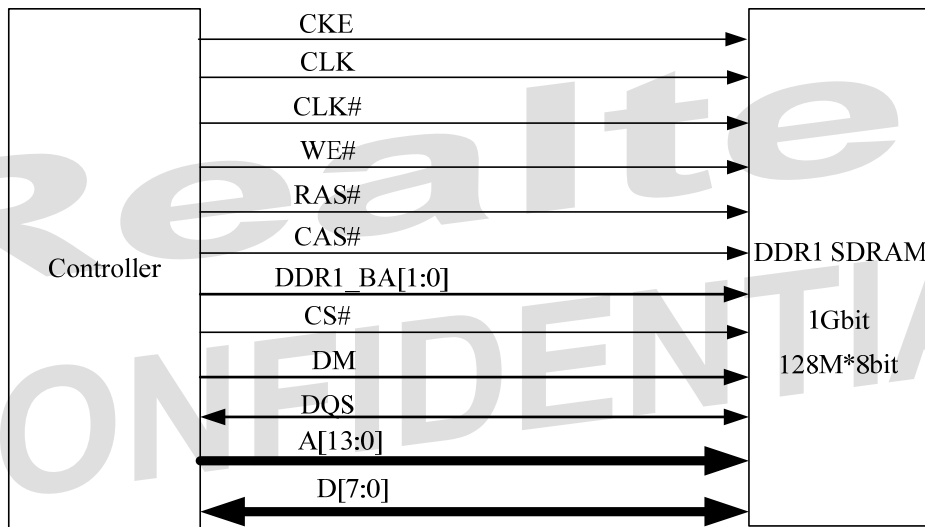 CKE
CLK
CLK#
WE#
RAS#
CAS#
Controller
DDR1 SDRAM
DDR1_BA[1:0]
CS#
1Gbit
DM
128M*8bit
DQS
A[13:0]
D[7:0]
Realte
CONFIDENTIA